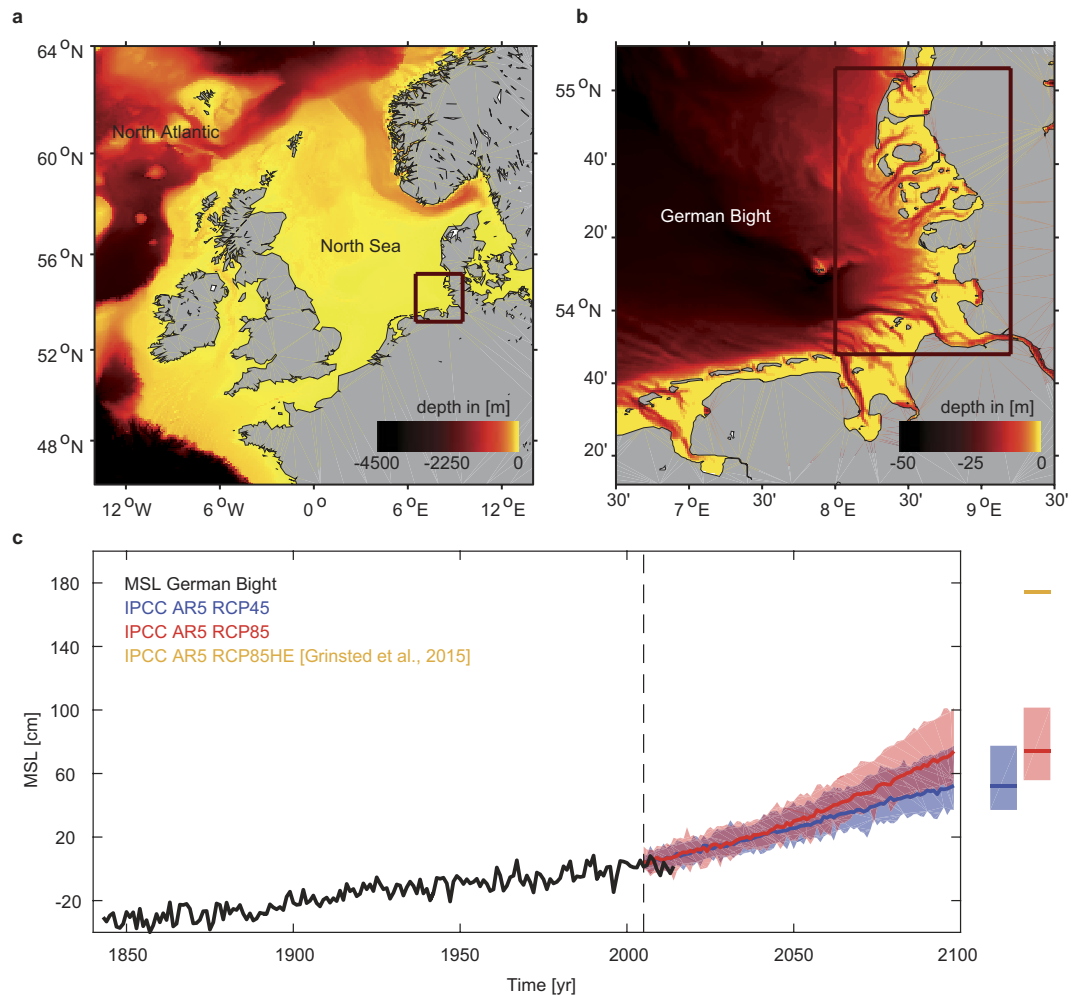 a
64 °N
60 °N
56 °N
52 °N
48 °N
North Atlantic
North Sea
depth in [m]
-4500 -2250 0
12 °W 6 °W 0 ° 6 °E 12 °E
b
55 °N
40'
20'
54 °N
40'
20'
German Bight
depth in [m]
-50 -25 0
30' 7 °E 30' 8 °E 30' 9 °E 30'
c
MSL [cm]
180
140
100
60
20
-20
MSL German Bight
IPCC AR5 RCP45
IPCC AR5 RCP85
IPCC AR5 RCP85HE [Grinsted et al., 2015]
1850 1900 1950 2000 2050 2100
Time [yr]